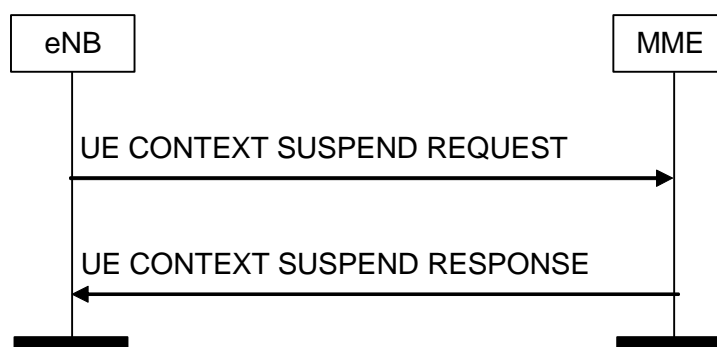 eNB
MME
UE CONTEXT SUSPEND REQUEST
UE CONTEXT SUSPEND RESPONSE